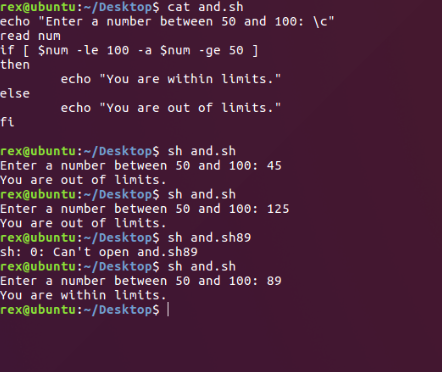 rex@ubuntu:~/Desktop$ cat and.sh
echo "Enter a number between 50 and 100: \c"
read num
if [ $num -le 100 -a $num -ge 50 ]
then
        echo "You are within limits."
else
        echo "You are out of limits."
fi
rex@ubuntu:~/Desktop$ sh and.sh
Enter a number between 50 and 100: 45
You are out of limits.
rex@ubuntu:~/Desktop$ sh and.sh
Enter a number between 50 and 100: 125
You are out of limits.
rex@ubuntu:~/Desktop$ sh and.sh89
sh: 0: Can't open and.sh89
rex@ubuntu:~/Desktop$ sh and.sh
Enter a number between 50 and 100: 89
You are within limits.
rex@ubuntu:~/Desktop$